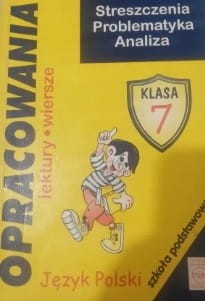 Streszczenia
Problematyka
Analiza
OPRACOWANIA
lektury • wiersze
KLASA
7
szkoła podstawowa
Język Polski